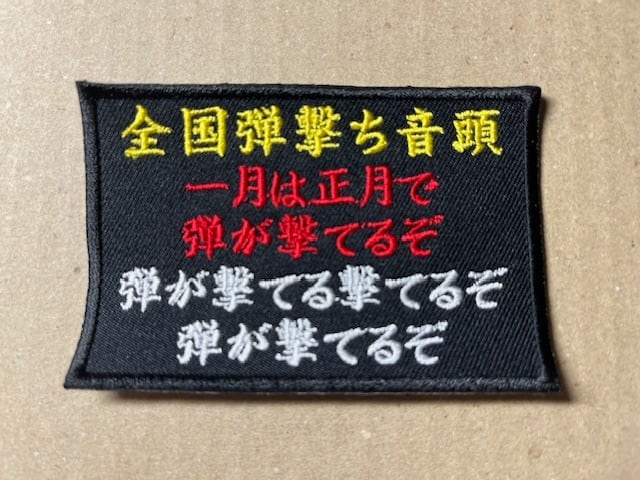 全国弾撃ち音頭
一月は正月で
弾が撃てるぞ
弾が撃てる撃てるぞ
弾が撃てるぞ